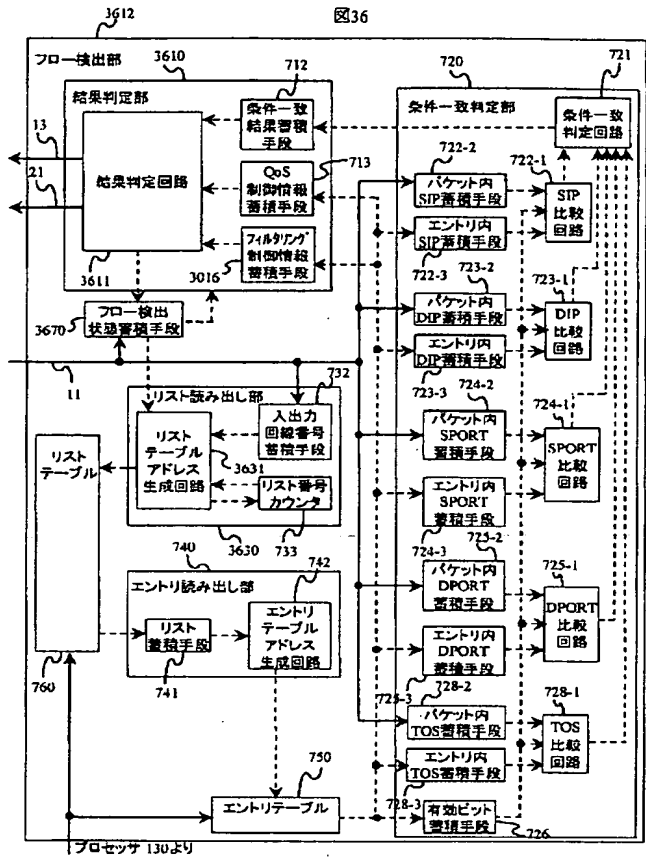 図36
3612
フロー検出部
3610
結果判定部
712
条件一致
結果蓄積
手段
13
21
結果判定回路
713
QoS
制御情報
蓄積手段
フィルタリング
制御情報
蓄積手段
3611
3016
3670
フロー検出
状態蓄積手段
11
リスト読み出し部
732
入出力
回線番号
蓄積手段
リスト
テーブル
アドレス
生成回路
3631
リスト番号
カウンタ
733
3630
リスト
テーブル
760
740
エントリ読み出し部
742
リスト
蓄積手段
741
エントリ
テーブル
アドレス
生成回路
750
エントリテーブル
プロセッサ130より
720
条件一致判定部
721
条件一致
判定回路
722-2
パケット内
SIP蓄積手段
722-1
SIP
比較
回路
エントリ内
SIP蓄積手段
722-3
723-2
パケット内
DIP蓄積手段
723-1
DIP
比較
回路
エントリ内
DIP蓄積手段
723-3
724-2
パケット内
SPORT
蓄積手段
724-1
SPORT
比較
回路
エントリ内
SPORT
蓄積手段
724-3
725-2
パケット内
DPORT
蓄積手段
725-1
DPORT
比較
回路
エントリ内
DPORT
蓄積手段
725-3
728-2
パケット内
TOS蓄積手段
728-1
TOS
比較
回路
エントリ内
TOS蓄積手段
728-3
有効ビット
蓄積手段
726